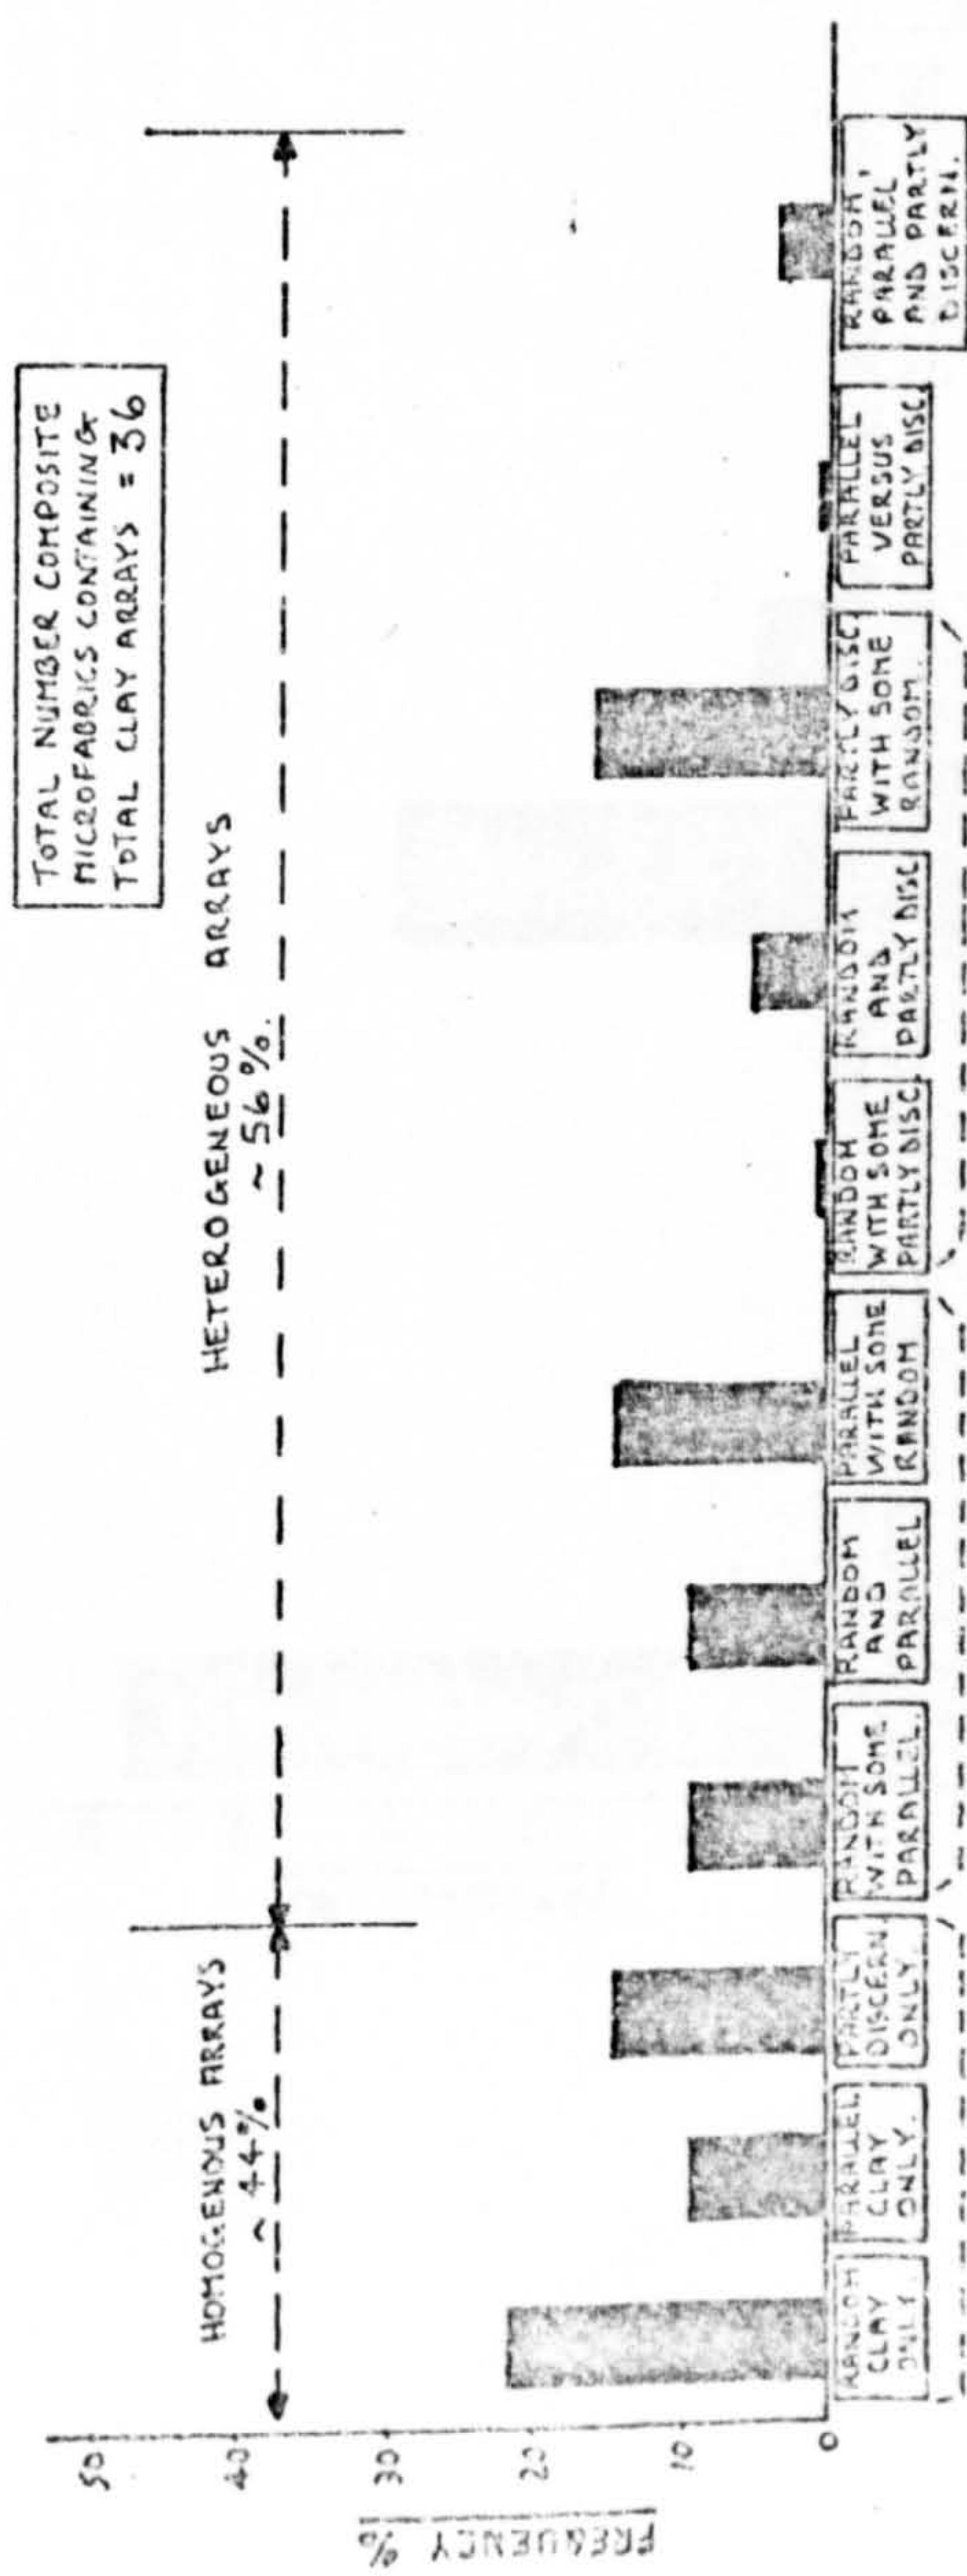 TOTAL NUMBER COMPOSITE
MICROFABRICS CONTAINING
TOTAL CLAY ARRAYS = 36
HOMOGENOUS ARRAYS
~ 44%
HETEROGENEOUS ARRAYS
~ 56%.
FREQUENCY %
50
40
30
20
10
0
RANDOM
CLAY
ONLY.
PARALLEL
CLAY
ONLY.
PARTLY
DISCERN.
ONLY.
RANDOM
WITH SOME
PARALLEL.
RANDOM
AND
PARALLEL
PARALLEL
WITH SOME
RANDOM
RANDOM
WITH SOME
PARTLY DISC.
RANDOM
AND
PARTLY DISC
PARTLY DISC
WITH SOME
RANDOM.
PARALLEL
VERSUS
PARTLY DISC.
RANDOM,
PARALLEL
AND PARTLY
DISCERN.